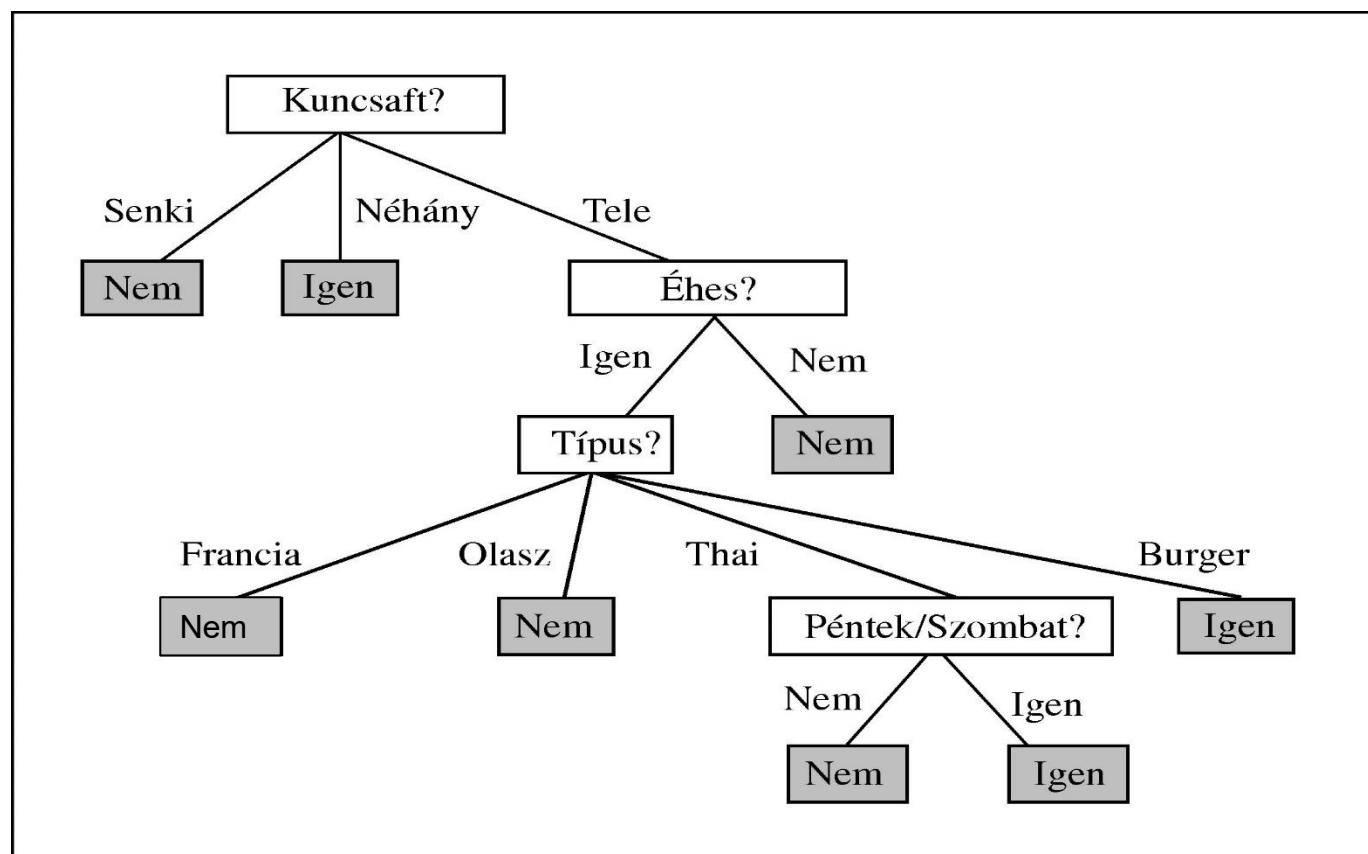 Kuncsaft?
Senki Néhány Tele
Nem Igen Éhes?
Igen Nem
Típus? Nem
Francia Olasz Thai Burger
Nem Nem Péntek/Szombat? Igen
Nem Igen
Nem Igen